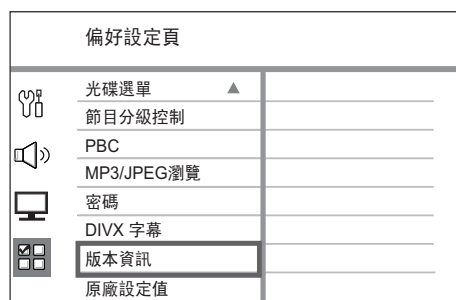 偏好設定頁
光碟選單
節目分級控制
PBC
MP3/JPEG瀏覽
密碼
DIVX 字幕
版本資訊
原廠設定值